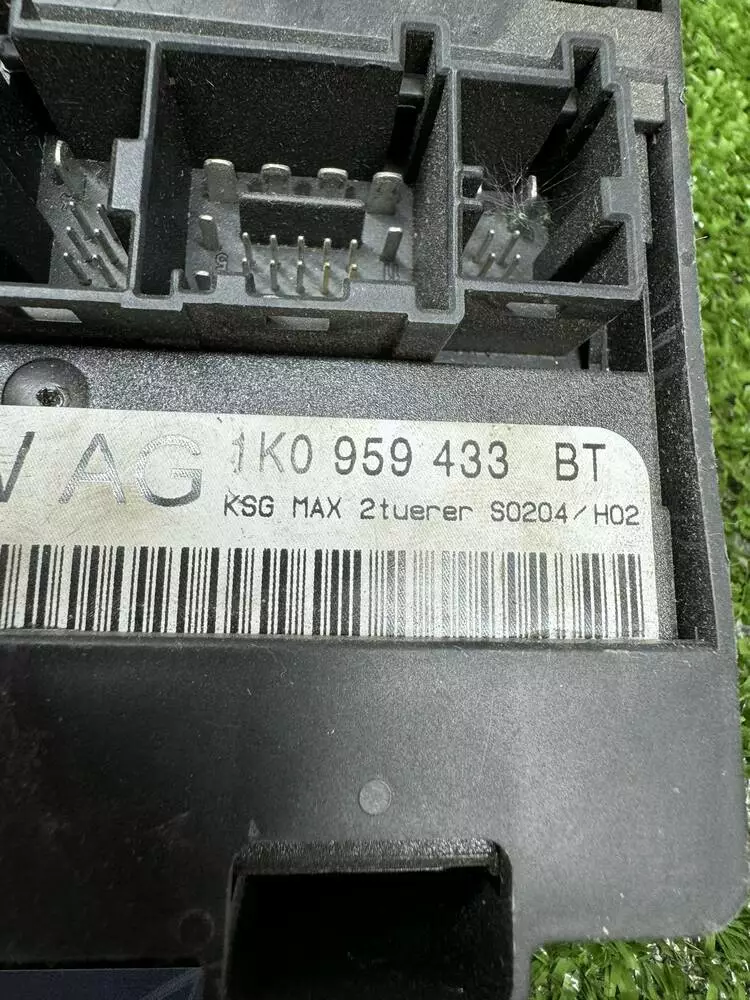 AG 1K0 959 433 BT
KSG MAX 2tuerer S0204/H02